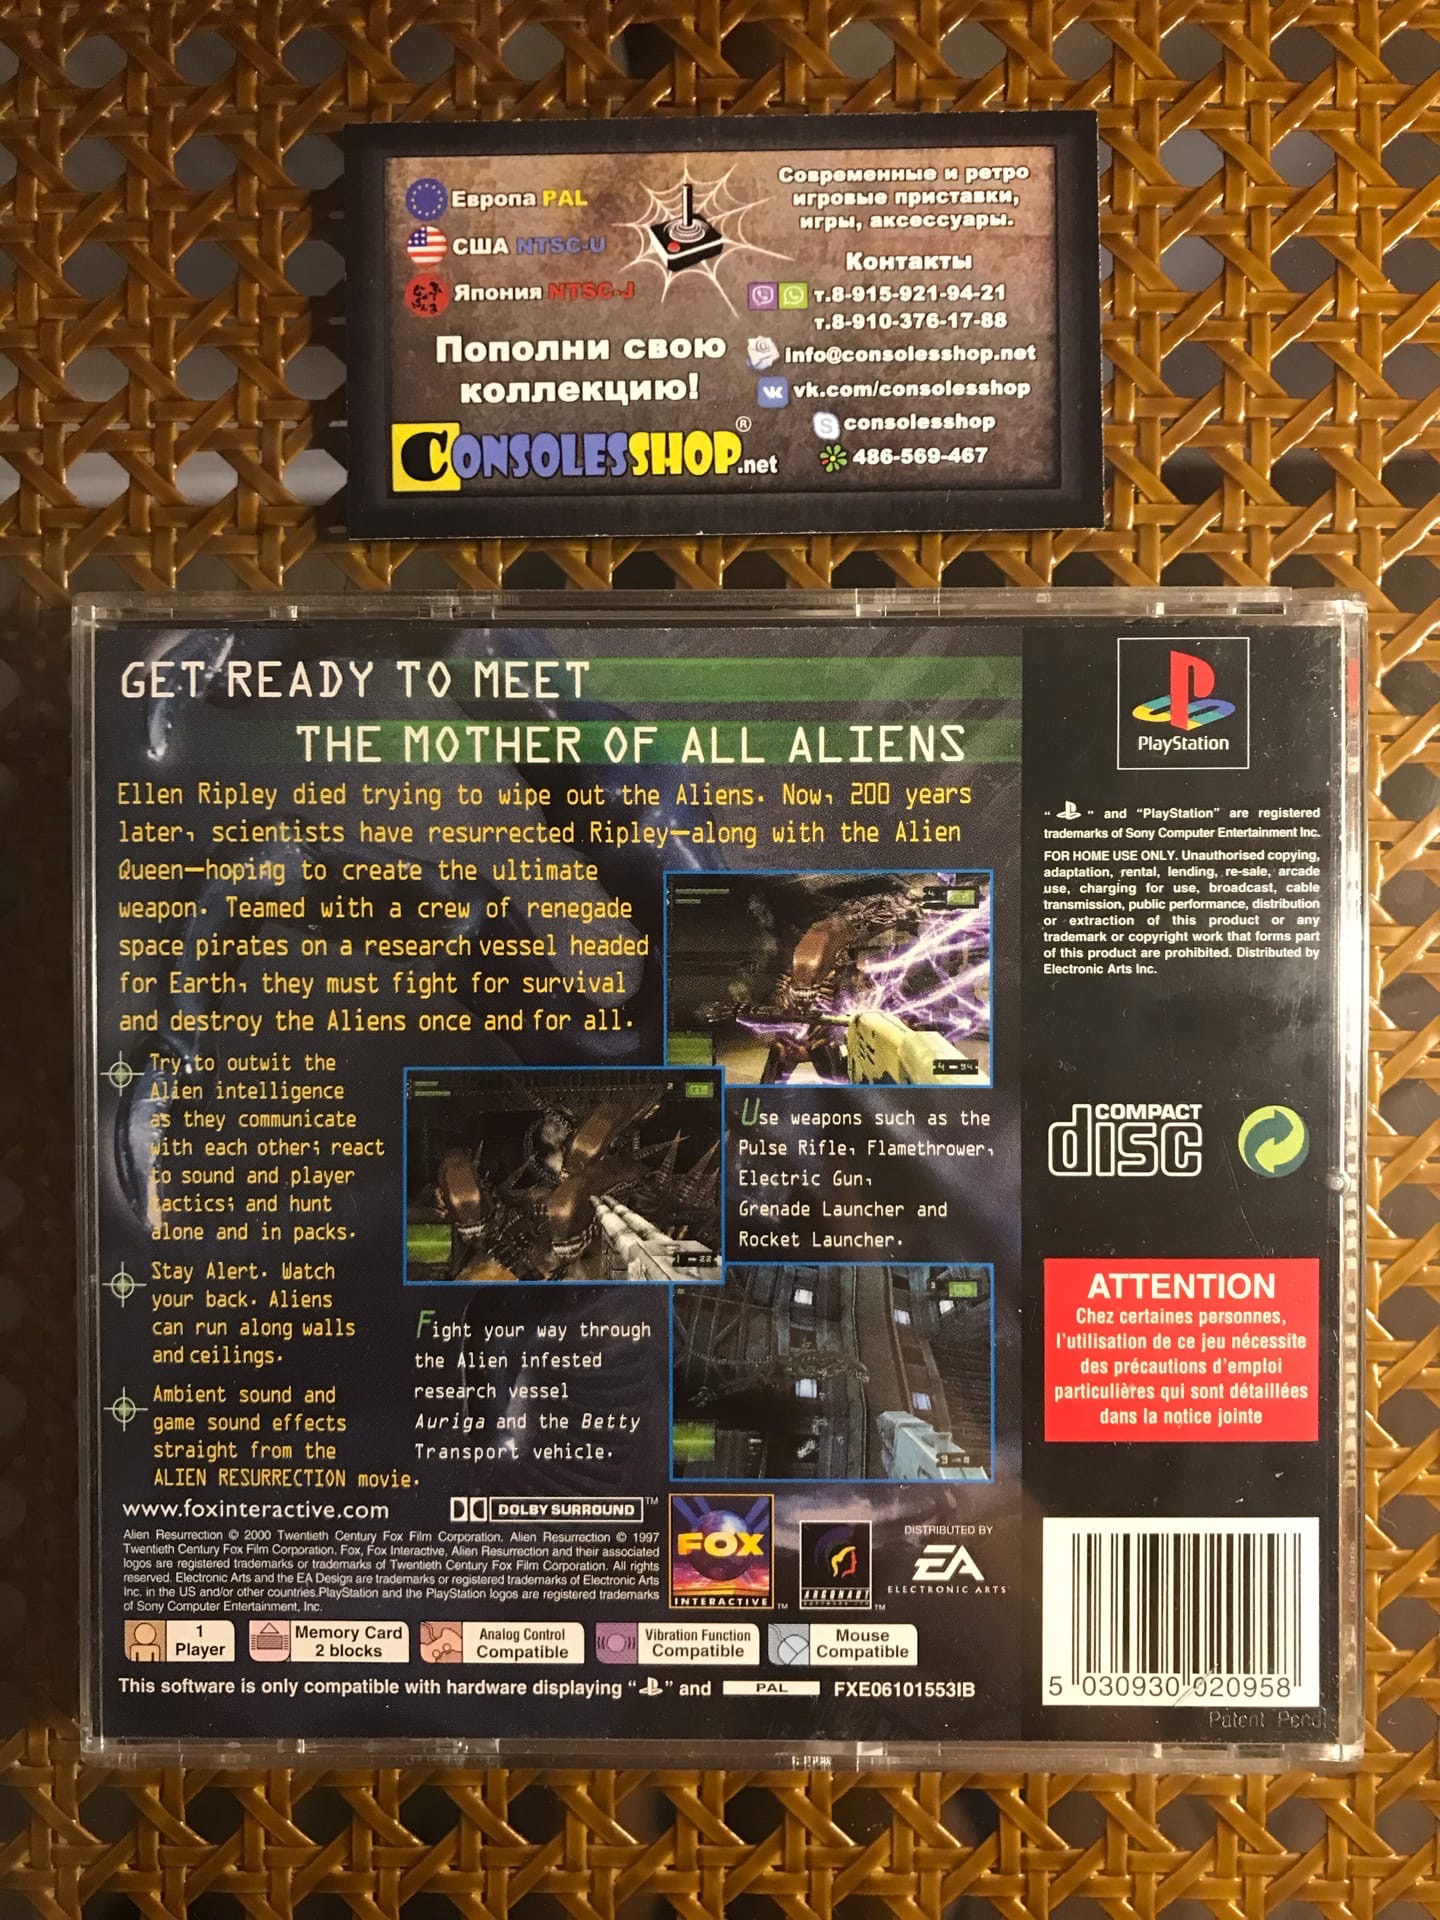 Европа PAL
США NTSC-U
Япония NTSC-J
Пополни свою
коллекцию!
CONSOLESSHOP.net
®
Современные и ретро
игровые приставки,
игры, аксессуары.
Контакты
т.8-915-921-94-21
т.8-910-376-17-88
info@consolesshop.net
vk.com/consolesshop
consolesshop
486-569-467
GET READY TO MEET
THE MOTHER OF ALL ALIENS
Ellen Ripley died trying to wipe out the Aliens. Now, 200 years
later, scientists have resurrected Ripley—along with the Alien
Queen—hoping to create the ultimate
weapon. Teamed with a crew of renegade
space pirates on a research vessel headed
for Earth, they must fight for survival
and destroy the Aliens once and for all.
Try to outwit the
Alien intelligence
as they communicate
with each other; react
to sound and player
tactics; and hunt
alone and in packs.
Stay Alert. Watch
your back. Aliens
can run along walls
and ceilings.
Ambient sound and
game sound effects
straight from the
ALIEN RESURRECTION movie.
Use weapons such as the
Pulse Rifle, Flamethrower,
Electric Gun,
Grenade Launcher and
Rocket Launcher.
Fight your way through
the Alien infested
research vessel
Auriga and the Betty
Transport vehicle.
www.foxinteractive.com
DOLBY SURROUND™
Alien Resurrection © 2000 Twentieth Century Fox Film Corporation. Alien Resurrection © 1997
Twentieth Century Fox Film Corporation. Fox, Fox Interactive, Alien Resurrection and their associated
logos are registered trademarks or trademarks of Twentieth Century Fox Film Corporation. All rights
reserved. Electronic Arts and the EA Design are trademarks or registered trademarks of Electronic Arts
Inc. in the US and/or other countries.PlayStation and the PlayStation logos are registered trademarks
of Sony Computer Entertainment, Inc.
FOX
INTERACTIVE™
ARGONAUT
™
DISTRIBUTED BY
EA
ELECTRONIC ARTS™
1
Player
Memory Card
2 blocks
Analog Control
Compatible
Vibration Function
Compatible
Mouse
Compatible
This software is only compatible with hardware displaying “ ” and PAL FXE06101553IB
PlayStation
“ ” and “PlayStation” are registered
trademarks of Sony Computer Entertainment Inc.
FOR HOME USE ONLY. Unauthorised copying,
adaptation, rental, lending, re-sale, arcade
use, charging for use, broadcast, cable
transmission, public performance, distribution
or extraction of this product or any
trademark or copyright work that forms part
of this product are prohibited. Distributed by
Electronic Arts Inc.
COMPACT
disc
ATTENTION
Chez certaines personnes,
l'utilisation de ce jeu nécessite
des précautions d'emploi
particulières qui sont détaillées
dans la notice jointe
5 030930 020958
Patent Pend